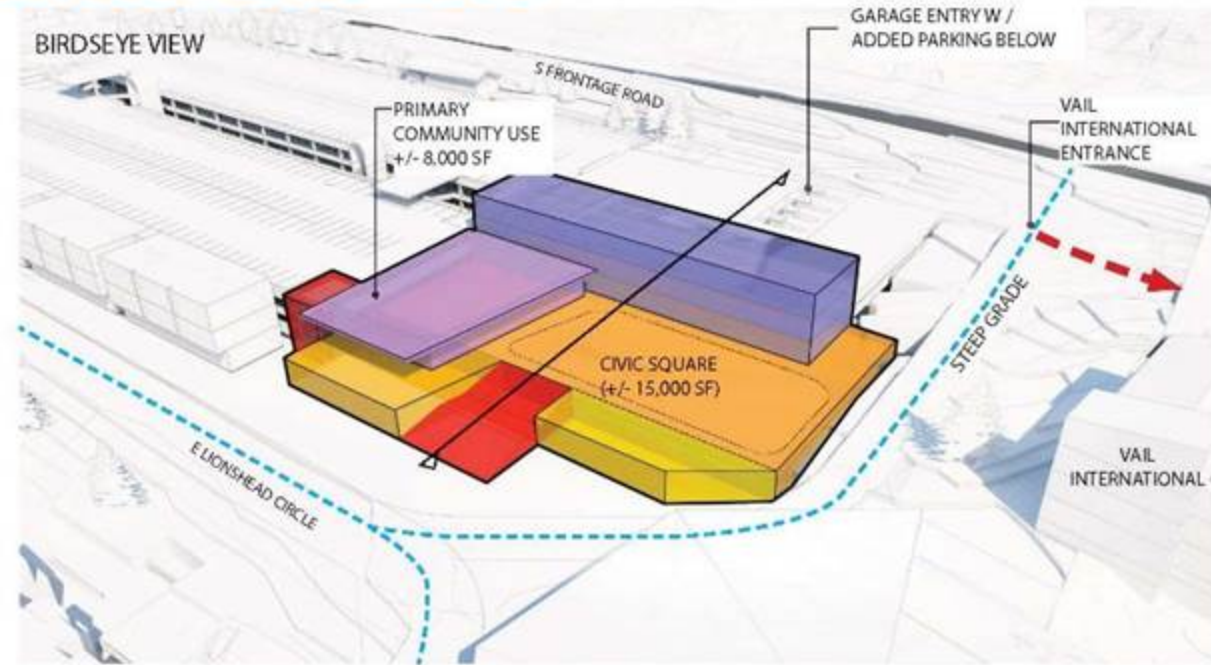 BIRDSEYE VIEW
GARAGE ENTRY W /
ADDED PARKING BELOW
S FRONTAGE ROAD
PRIMARY
COMMUNITY USE
+/- 8,000 SF
VAIL
INTERNATIONAL
ENTRANCE
STEEP GRADE
CIVIC SQUARE
(+/- 15,000 SF)
E LIONSHEAD CIRCLE
VAIL
INTERNATIONAL